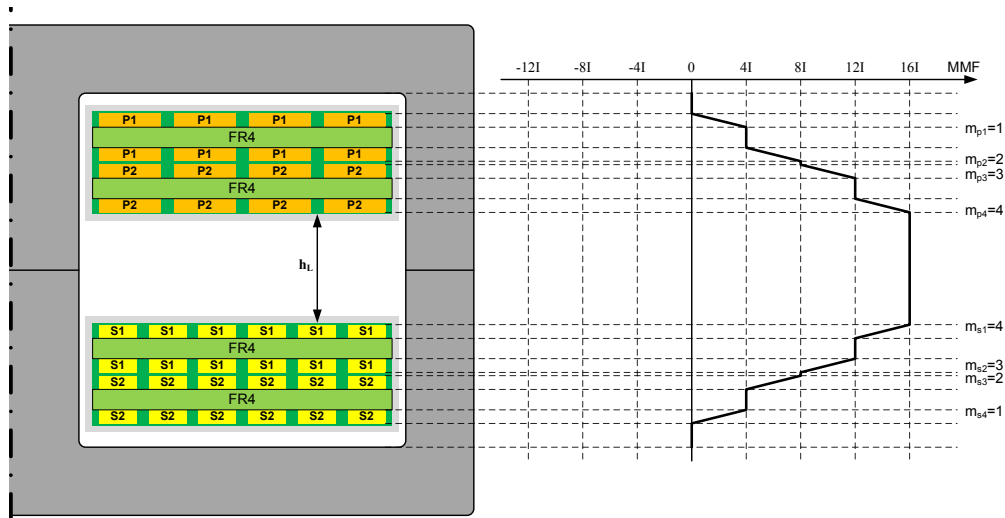 -12I -8I -4I 0 4I 8I 12I 16I MMF
P1 P1 P1 P1
FR4
mp1=1
P1 P1 P1 P1
mp2=2
P2 P2 P2 P2
mp3=3
FR4
P2 P2 P2 P2
mp4=4
hL
S1 S1 S1 S1 S1 S1
ms1=4
FR4
S1 S1 S1 S1 S1 S1
ms2=3
S2 S2 S2 S2 S2 S2
ms3=2
FR4
S2 S2 S2 S2 S2 S2
ms4=1